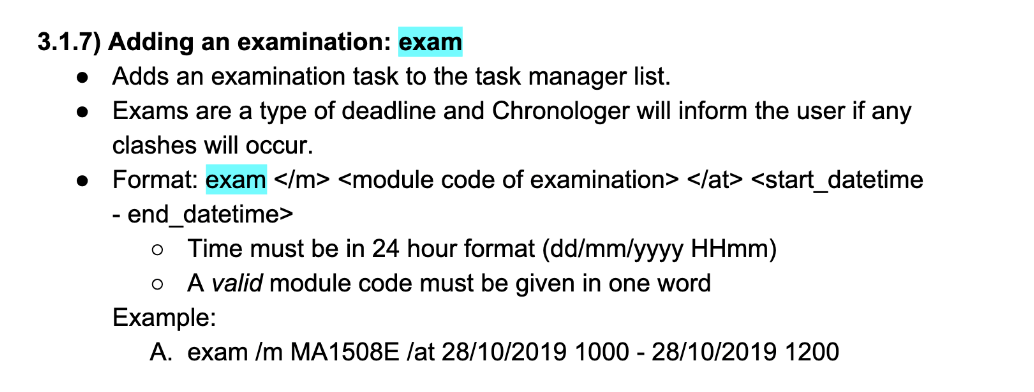 3.1.7) Adding an examination: exam
● Adds an examination task to the task manager list.
● Exams are a type of deadline and Chronologer will inform the user if any
clashes will occur.
● Format: exam </m> <module code of examination> </at> <start_datetime
- end_datetime>
○ Time must be in 24 hour format (dd/mm/yyyy HHmm)
○ A valid module code must be given in one word
Example:
A. exam /m MA1508E /at 28/10/2019 1000 - 28/10/2019 1200